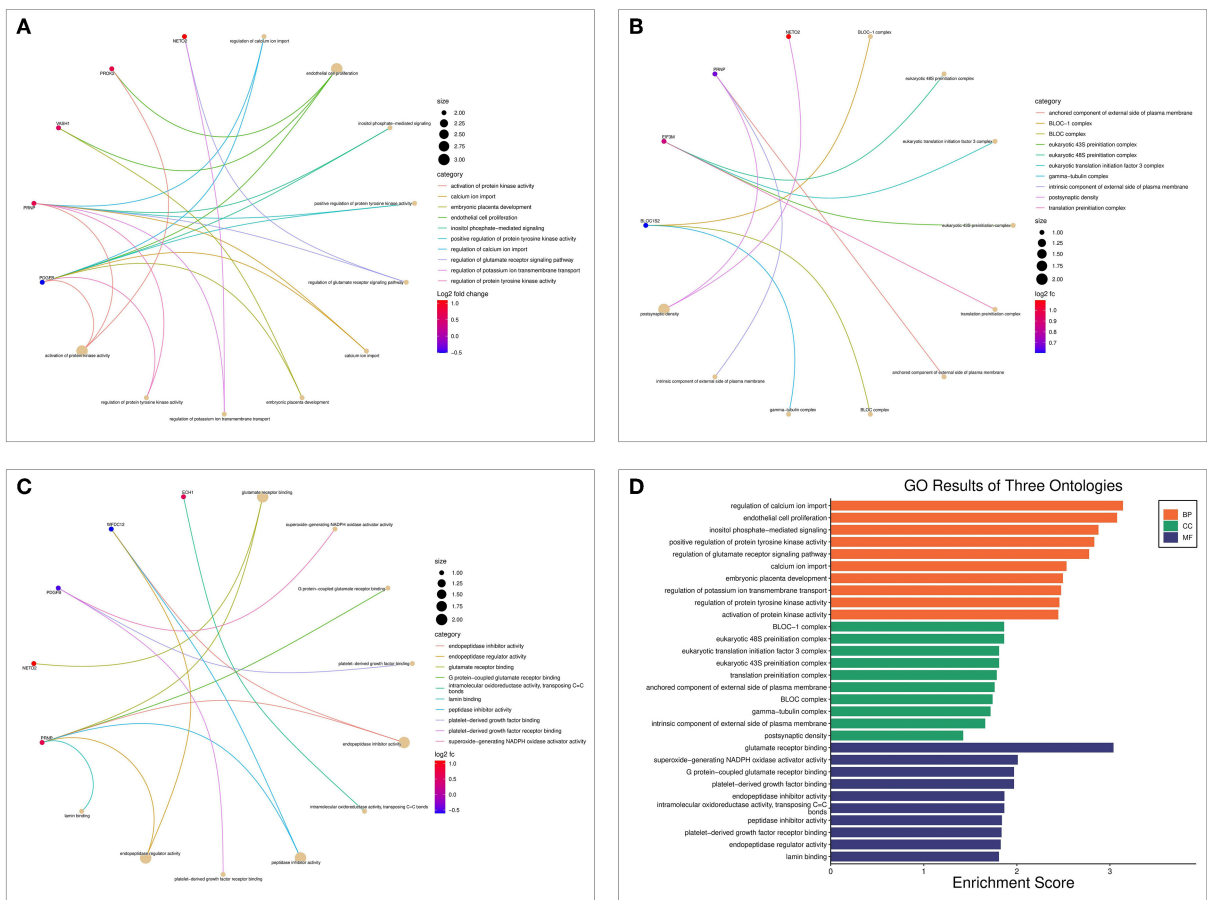 A
NETO2
regulation of calcium ion import
PROK2
endothelial cell proliferation
VASH1
inositol phosphate−mediated signaling
PRNP
positive regulation of protein tyrosine kinase activity
PDGFB
regulation of glutamate receptor signaling pathway
activation of protein kinase activity
calcium ion import
regulation of protein tyrosine kinase activity
embryonic placenta development
regulation of potassium ion transmembrane transport
size
2.00
2.25
2.50
2.75
3.00
category
activation of protein kinase activity
calcium ion import
embryonic placenta development
endothelial cell proliferation
inositol phosphate−mediated signaling
positive regulation of protein tyrosine kinase activity
regulation of calcium ion import
regulation of glutamate receptor signaling pathway
regulation of potassium ion transmembrane transport
regulation of protein tyrosine kinase activity
Log2 fold change
1.0
0.5
0.0
−0.5
B
NETO2
BLOC−1 complex
PRNP
eukaryotic 48S preinitiation complex
EIF3M
eukaryotic translation initiation factor 3 complex
BLOC1S2
eukaryotic 43S preinitiation complex
postsynaptic density
translation preinitiation complex
intrinsic component of external side of plasma membrane
anchored component of external side of plasma membrane
gamma−tubulin complex
BLOC complex
category
anchored component of external side of plasma membrane
BLOC−1 complex
BLOC complex
eukaryotic 43S preinitiation complex
eukaryotic 48S preinitiation complex
eukaryotic translation initiation factor 3 complex
gamma−tubulin complex
intrinsic component of external side of plasma membrane
postsynaptic density
translation preinitiation complex
size
1.00
1.25
1.50
1.75
2.00
log2 fc
1.0
0.9
0.8
0.7
C
ECH1
glutamate receptor binding
WFDC12
superoxide−generating NADPH oxidase activator activity
PDGFB
G protein−coupled glutamate receptor binding
NETO2
platelet−derived growth factor binding
PRNP
endopeptidase inhibitor activity
lamin binding
intramolecular oxidoreductase activity, transposing C=C bonds
endopeptidase regulator activity
peptidase inhibitor activity
platelet−derived growth factor receptor binding
size
1.00
1.25
1.50
1.75
2.00
category
endopeptidase inhibitor activity
endopeptidase regulator activity
glutamate receptor binding
G protein−coupled glutamate receptor binding
intramolecular oxidoreductase activity, transposing C=C
bonds
lamin binding
peptidase inhibitor activity
platelet−derived growth factor binding
platelet−derived growth factor receptor binding
superoxide−generating NADPH oxidase activator activity
log2 fc
1.0
0.5
0.0
−0.5
D
GO Results of Three Ontologies
regulation of calcium ion import
endothelial cell proliferation
inositol phosphate−mediated signaling
positive regulation of protein tyrosine kinase activity
regulation of glutamate receptor signaling pathway
calcium ion import
embryonic placenta development
regulation of potassium ion transmembrane transport
regulation of protein tyrosine kinase activity
activation of protein kinase activity
BLOC−1 complex
eukaryotic 48S preinitiation complex
eukaryotic translation initiation factor 3 complex
eukaryotic 43S preinitiation complex
translation preinitiation complex
anchored component of external side of plasma membrane
BLOC complex
gamma−tubulin complex
intrinsic component of external side of plasma membrane
postsynaptic density
glutamate receptor binding
superoxide−generating NADPH oxidase activator activity
G protein−coupled glutamate receptor binding
platelet−derived growth factor binding
endopeptidase inhibitor activity
intramolecular oxidoreductase activity, transposing C=C
bonds
peptidase inhibitor activity
platelet−derived growth factor receptor binding
endopeptidase regulator activity
lamin binding
0
1
2
3
Enrichment Score
BP
CC
MF